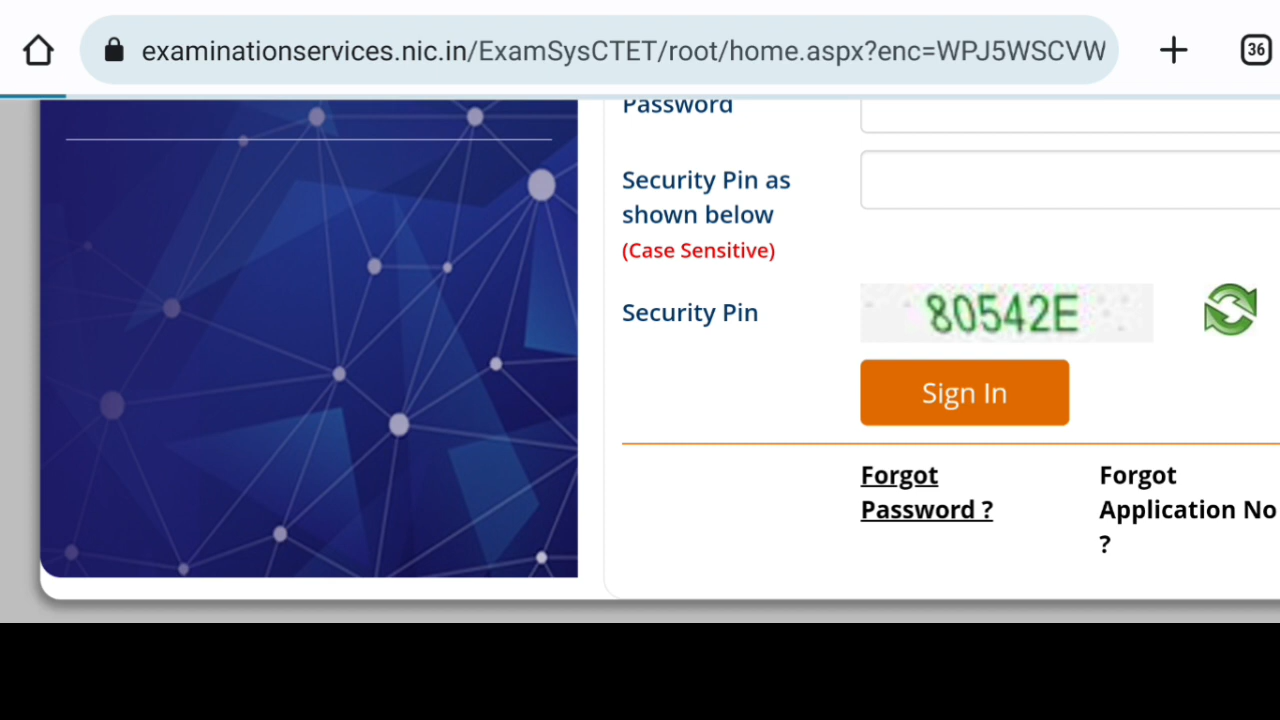 examinationservices.nic.in/ExamSysCTET/root/home.aspx?enc=WPJ5WSCVW
36
Password
Security Pin as
shown below
(Case Sensitive)
Security Pin
80542E
Sign In
Forgot
Password ?
Forgot
Application No
?